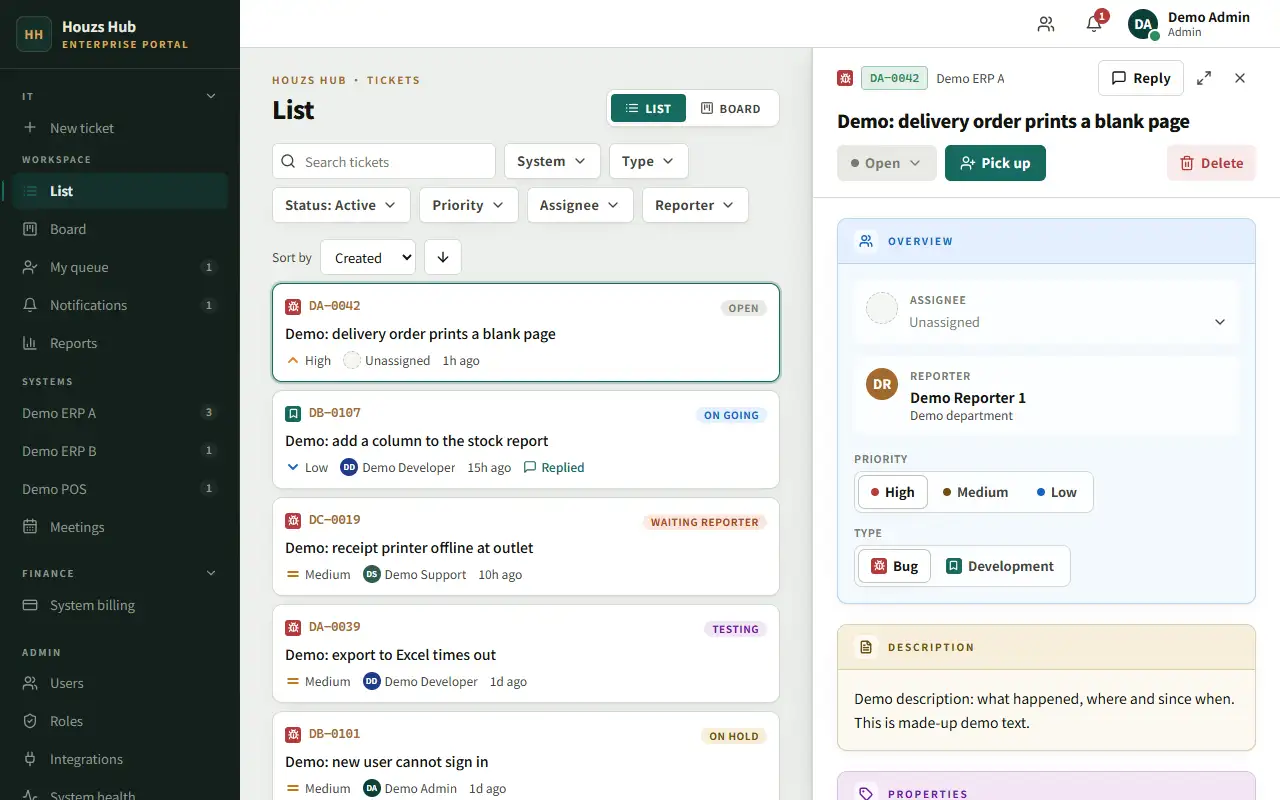 HH
Houzs Hub
ENTERPRISE PORTAL
IT
New ticket
WORKSPACE
List
Board
My queue 1
Notifications 1
Reports
SYSTEMS
Demo ERP A 3
Demo ERP B 1
Demo POS 1
Meetings
FINANCE
System billing
ADMIN
Users
Roles
Integrations
System health
1
DA
Demo Admin
Admin
HOUZS HUB • TICKETS
List
LIST BOARD
Search tickets System Type
Status: Active Priority Assignee Reporter
Sort by Created
DA-0042 OPEN
Demo: delivery order prints a blank page
High Unassigned 1h ago
DB-0107 ON GOING
Demo: add a column to the stock report
Low DD Demo Developer 15h ago Replied
DC-0019 WAITING REPORTER
Demo: receipt printer offline at outlet
Medium DS Demo Support 10h ago
DA-0039 TESTING
Demo: export to Excel times out
Medium DD Demo Developer 1d ago
DB-0101 ON HOLD
Demo: new user cannot sign in
Medium DA Demo Admin 1d ago
DA-0042 Demo ERP A Reply
Demo: delivery order prints a blank page
Open Pick up Delete
OVERVIEW
ASSIGNEE
Unassigned
DR
REPORTER
Demo Reporter 1
Demo department
PRIORITY
High Medium Low
TYPE
Bug Development
DESCRIPTION
Demo description: what happened, where and since when.
This is made-up demo text.
PROPERTIES